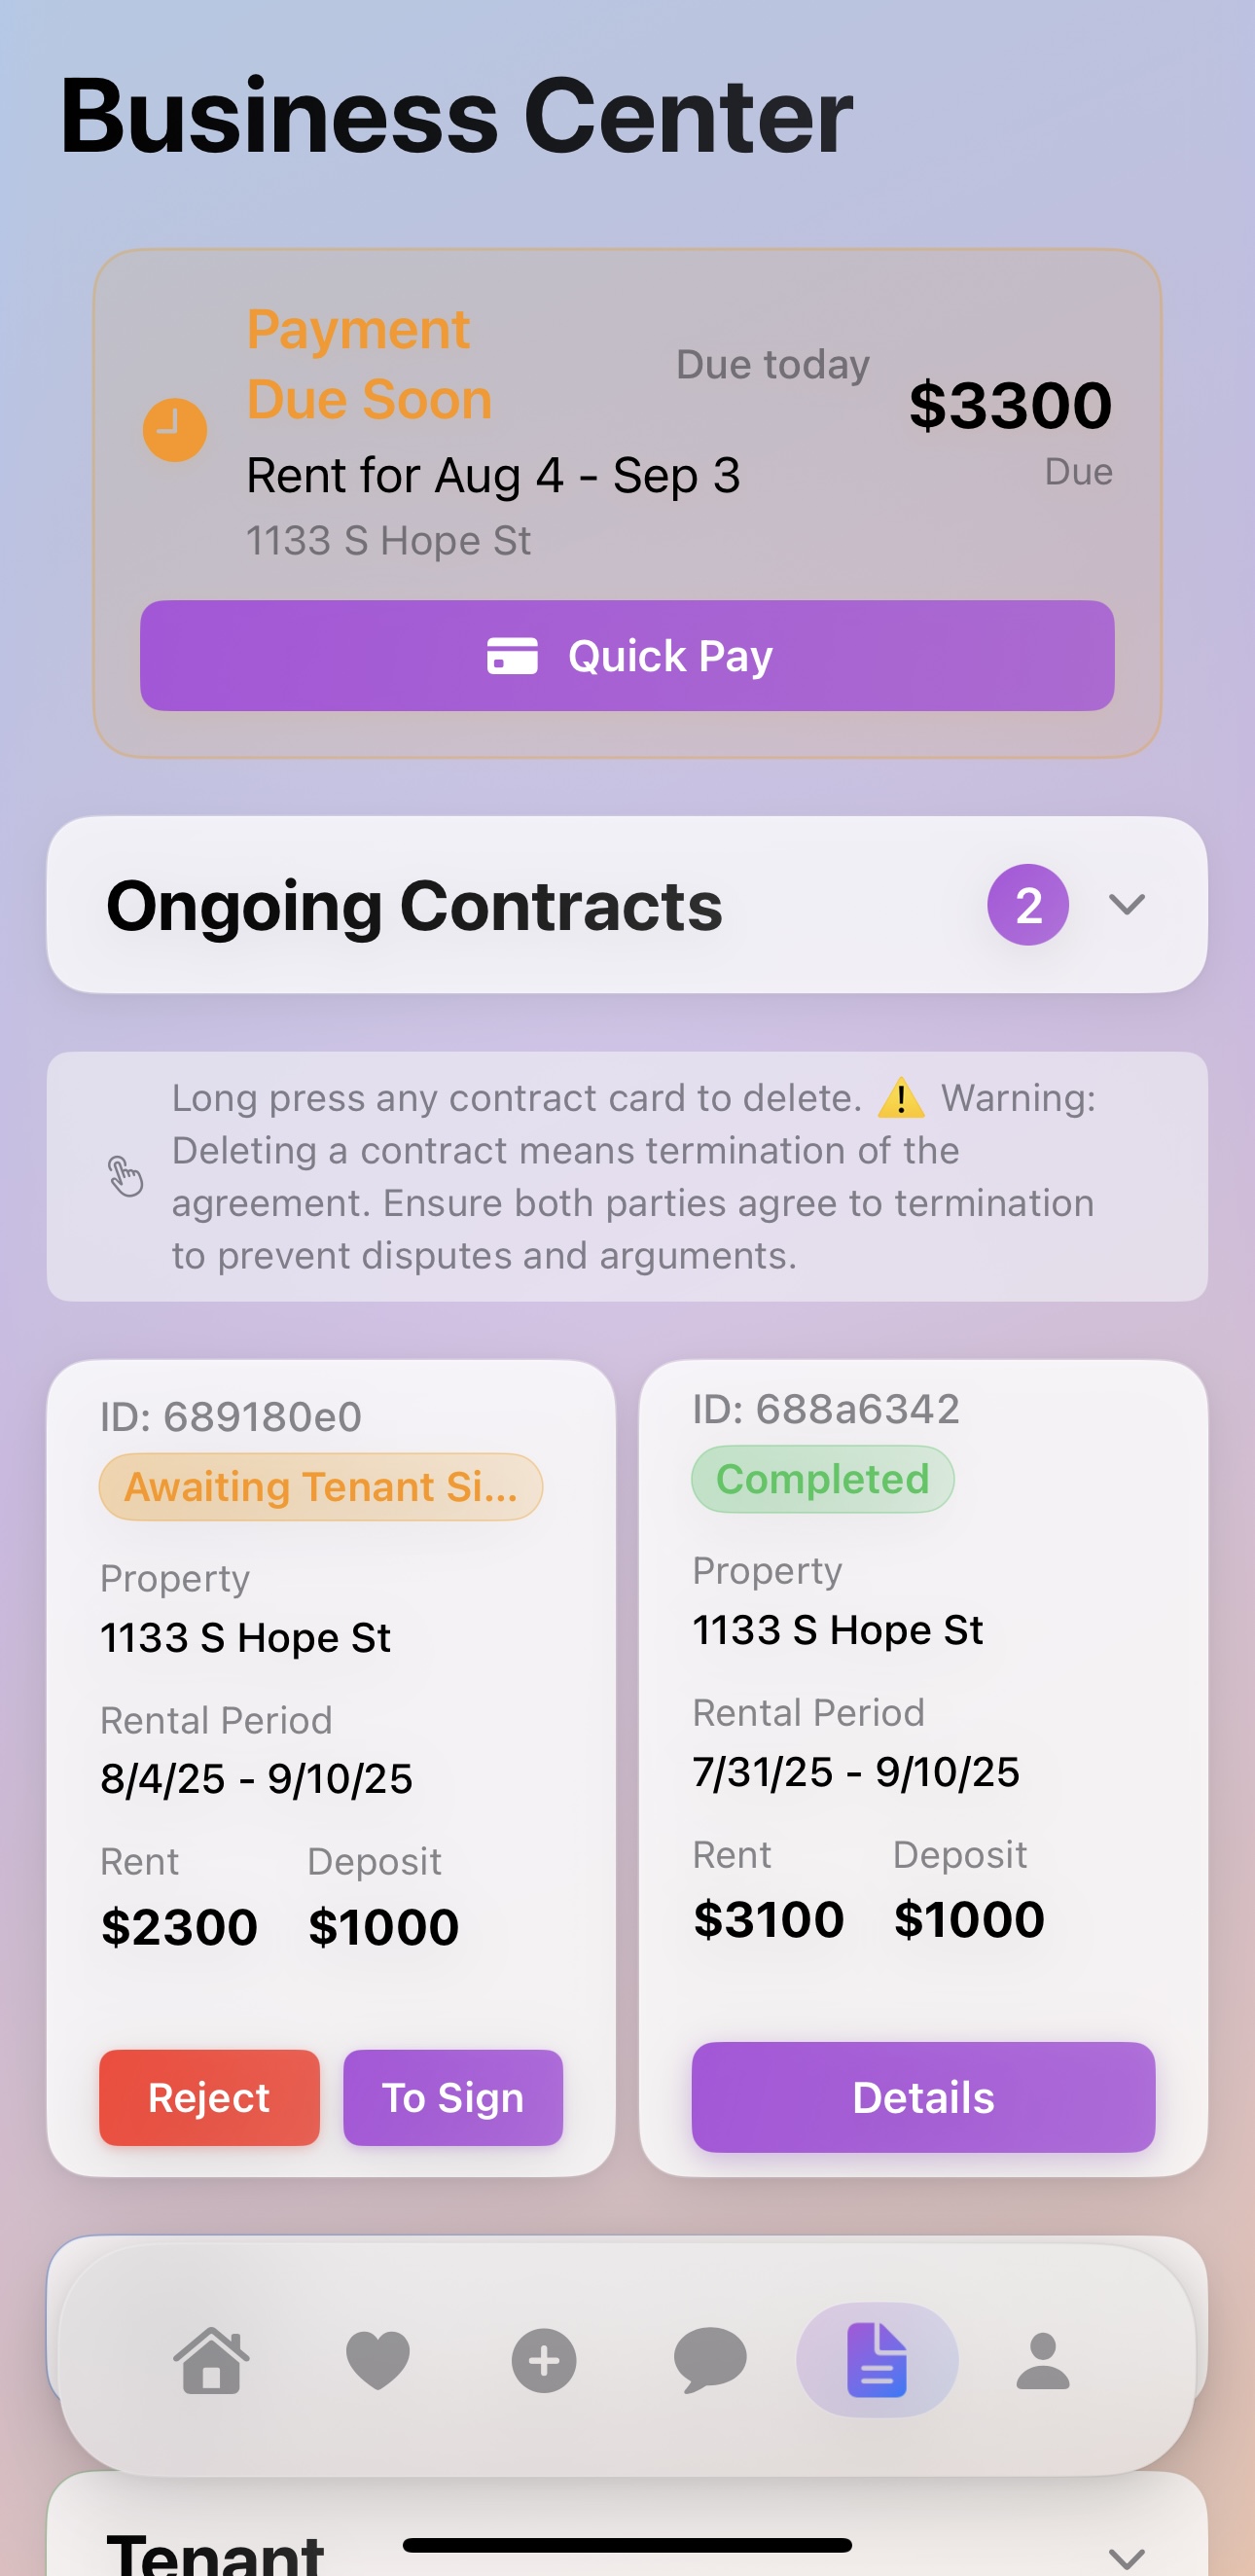 Business Center
Payment
Due Soon
Due today
$3300
Due
Rent for Aug 4 - Sep 3
1133 S Hope St
Quick Pay
Ongoing Contracts
2
Long press any contract card to delete. ⚠️ Warning:
Deleting a contract means termination of the
agreement. Ensure both parties agree to termination
to prevent disputes and arguments.
ID: 689180e0
Awaiting Tenant Si...
Property
1133 S Hope St
Rental Period
8/4/25 - 9/10/25
Rent Deposit
$2300 $1000
Reject To Sign
ID: 688a6342
Completed
Property
1133 S Hope St
Rental Period
7/31/25 - 9/10/25
Rent Deposit
$3100 $1000
Details
Tenant